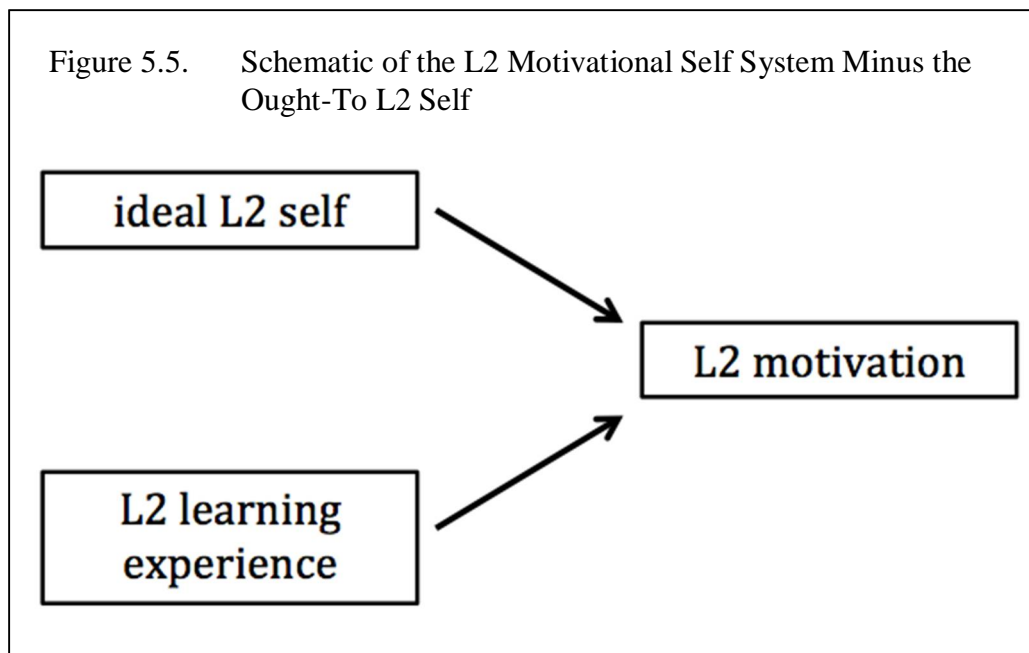 Figure 5.5. Schematic of the L2 Motivational Self System Minus the
Ought-To L2 Self
ideal L2 self
L2 motivation
L2 learning
experience